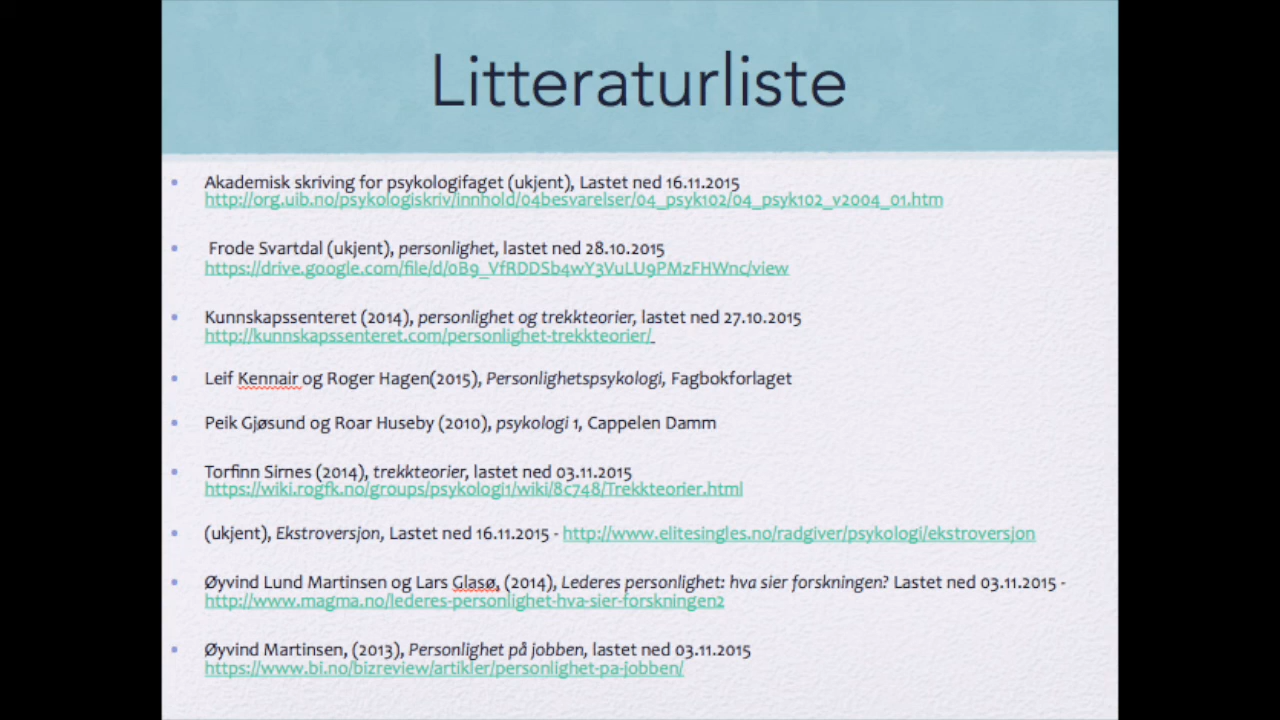 Litteraturliste
Akademisk skriving for psykologifaget (ukjent), Lastet ned 16.11.2015
http://org.uib.no/psykologiskriv/innhold/04besvarelser/04_psyk102/04_psyk102_v2004_01.htm
Frode Svartdal (ukjent), personlighet, lastet ned 28.10.2015
https://drive.google.com/file/d/0B9_VfRDDSb4wY3VuLU9PMzFHWnc/view
Kunnskapssenteret (2014), personlighet og trekkteorier, lastet ned 27.10.2015
http://kunnskapssenteret.com/personlighet-trekkteorier/
Leif Kennair og Roger Hagen(2015), Personlighetspsykologi, Fagbokforlaget
Peik Gjøsund og Roar Huseby (2010), psykologi 1, Cappelen Damm
Torfinn Sirnes (2014), trekkteorier, lastet ned 03.11.2015
https://wiki.rogfk.no/groups/psykologi1/wiki/8c748/Trekkteorier.html
(ukjent), Ekstroversjon, Lastet ned 16.11.2015 - http://www.elitesingles.no/radgiver/psykologi/ekstroversjon
Øyvind Lund Martinsen og Lars Glasø, (2014), Lederes personlighet: hva sier forskningen? Lastet ned 03.11.2015 -
http://www.magma.no/lederes-personlighet-hva-sier-forskningen2
Øyvind Martinsen, (2013), Personlighet på jobben, lastet ned 03.11.2015
https://www.bi.no/bizreview/artikler/personlighet-pa-jobben/